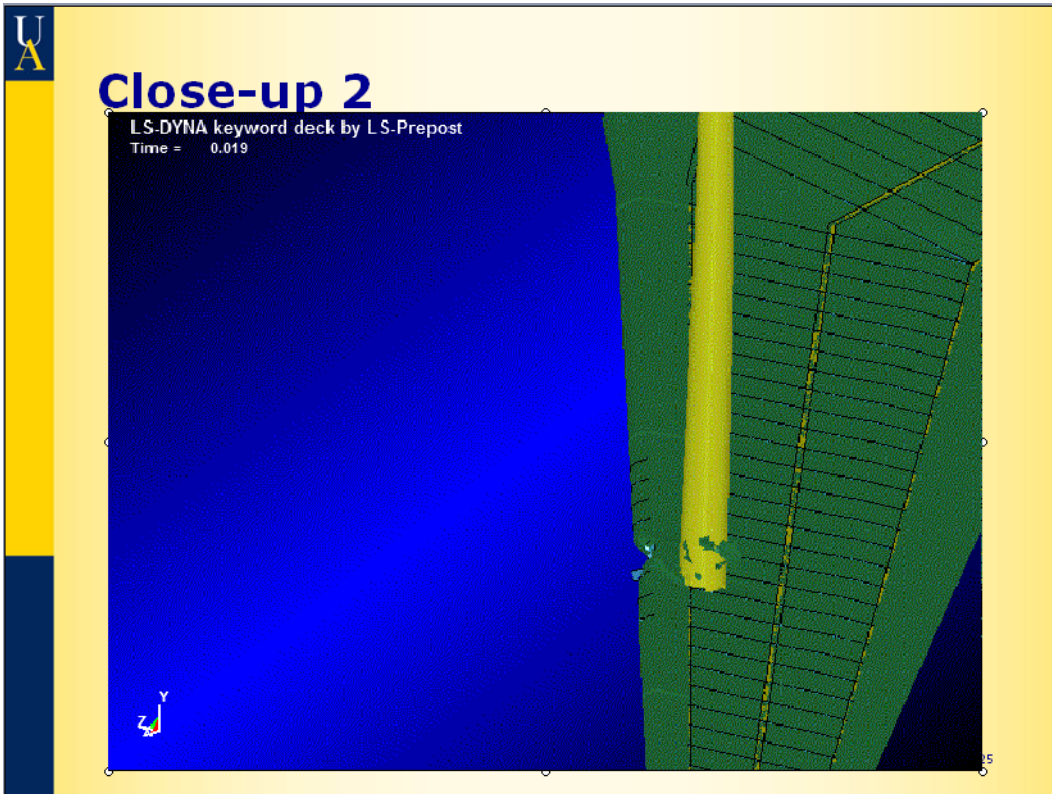 UA
Close-up 2
LS-DYNA keyword deck by LS-Prepost
Time = 0.019
Y
Z
X
25